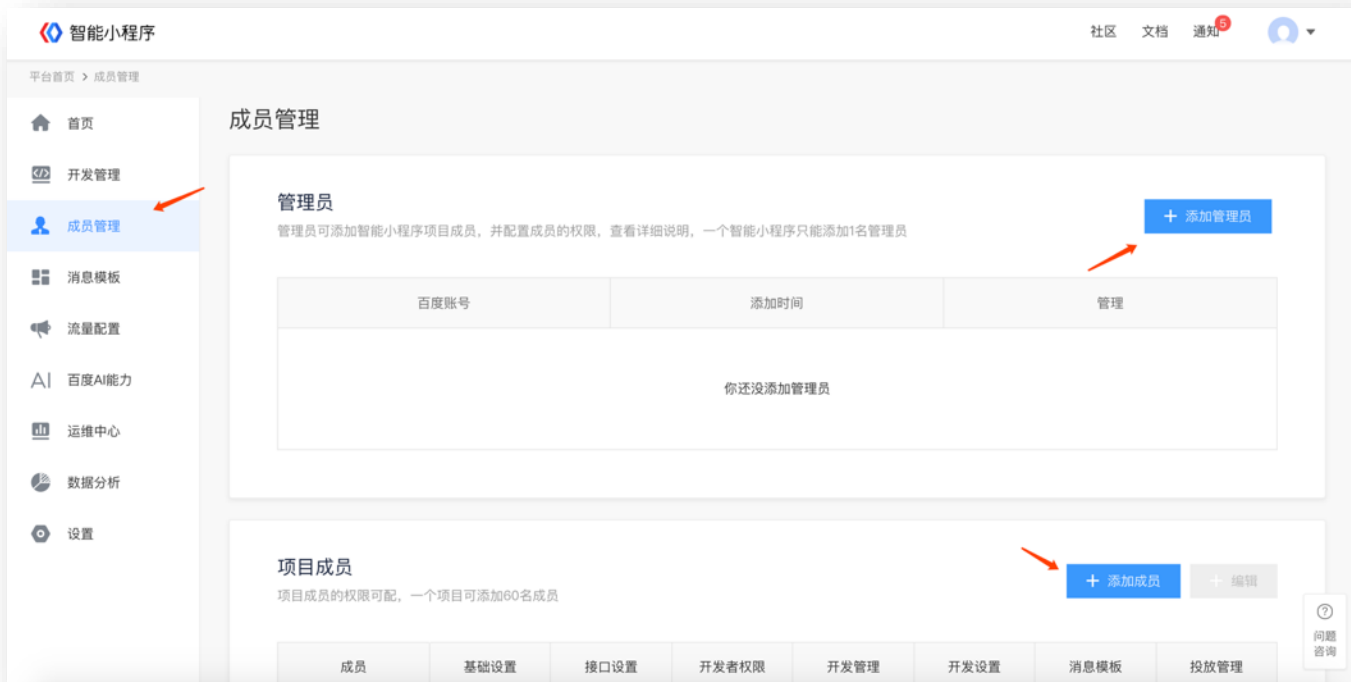 智能小程序
社区 文档 通知 5
平台首页 > 成员管理
首页
开发管理
成员管理
消息模板
流量配置
AI 百度AI能力
运维中心
数据分析
设置
成员管理
管理员
+ 添加管理员
管理员可添加智能小程序项目成员，并配置成员的权限，查看详细说明，一个智能小程序只能添加1名管理员
百度账号 添加时间 管理
你还没添加管理员
项目成员
+ 添加成员 + 编辑
项目成员的权限可配，一个项目可添加60名成员
成员 基础设置 接口设置 开发者权限 开发管理 开发设置 消息模板 投放管理
问题
咨询